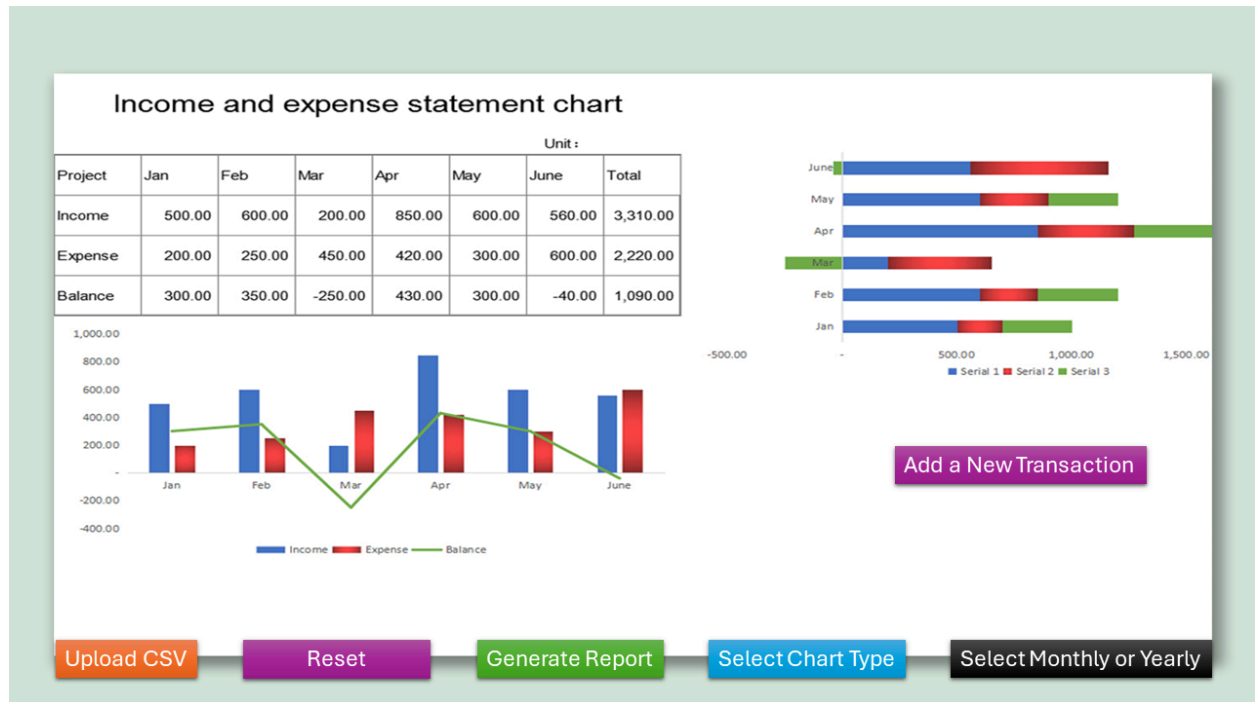 Income and expense statement chart
Unit :
Project Jan Feb Mar Apr May June Total
Income 500.00 600.00 200.00 850.00 600.00 560.00 3,310.00
Expense 200.00 250.00 450.00 420.00 300.00 600.00 2,220.00
Balance 300.00 350.00 -250.00 430.00 300.00 -40.00 1,090.00
1,000.00
800.00
600.00
400.00
200.00
-
-200.00
-400.00
Jan Feb Mar Apr May June
Income Expense Balance
June
May
Apr
Mar
Feb
Jan
-500.00 - 500.00 1,000.00 1,500.00
Serial 1 Serial 2 Serial 3
Add a New Transaction
Upload CSV Reset Generate Report Select Chart Type Select Monthly or Yearly